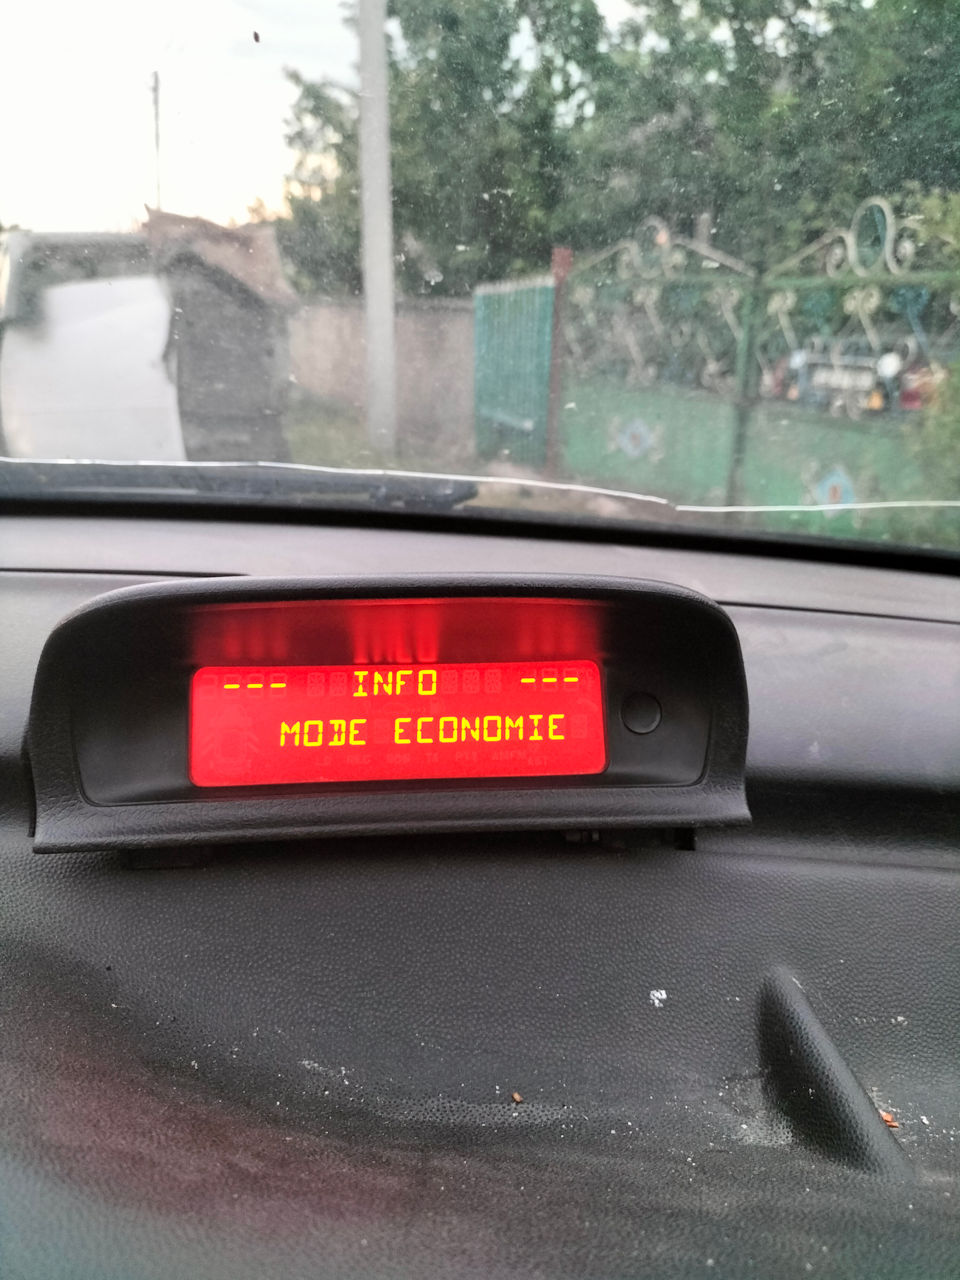 --- INFO ---
MODE ECONOMIE